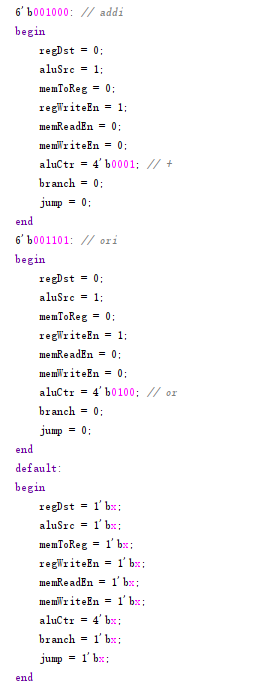 6'b001000: // addi
begin
regDst = 0;
aluSrc = 1;
memToReg = 0;
regWriteEn = 1;
memReadEn = 0;
memWriteEn = 0;
aluCtr = 4'b0001; // +
branch = 0;
jump = 0;
end
6'b001101: // ori
begin
regDst = 0;
aluSrc = 1;
memToReg = 0;
regWriteEn = 1;
memReadEn = 0;
memWriteEn = 0;
aluCtr = 4'b0100; // or
branch = 0;
jump = 0;
end
default:
begin
regDst = 1'bx;
aluSrc = 1'bx;
memToReg = 1'bx;
regWriteEn = 1'bx;
memReadEn = 1'bx;
memWriteEn = 1'bx;
aluCtr = 4'bx;
branch = 1'bx;
jump = 1'bx;
end